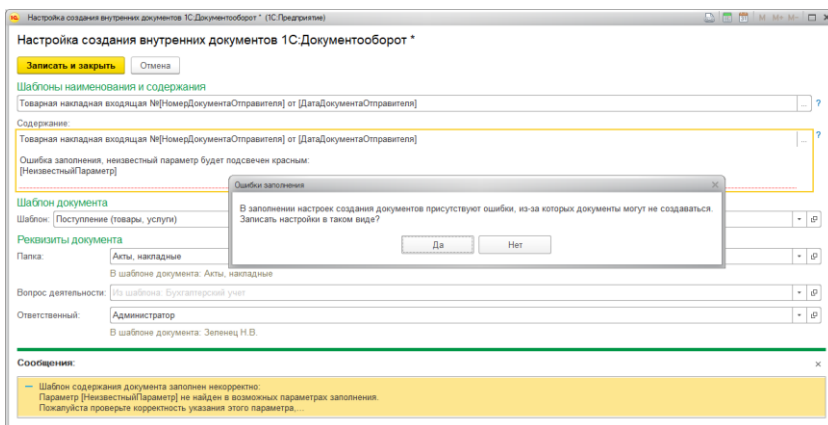 Настройка создания внутренних документов 1С:Документооборот * (1С:Предприятие)
M M+ M-
Настройка создания внутренних документов 1С:Документооборот *
Записать и закрыть Отмена
Шаблоны наименования и содержания
Товарная накладная входящая №[НомерДокументаОтправителя] от [ДатаДокументаОтправителя] ... ?
Содержание:
Товарная накладная входящая №[НомерДокументаОтправителя] от [ДатаДокументаОтправителя] ... ?
Ошибка заполнения, неизвестный параметр будет подсвечен красным:
[НеизвестныйПараметр]
Ошибки заполнения
В заполнении настроек создания документов присутствуют ошибки, из-за которых документы могут не создаваться.
Записать настройки в таком виде?
Да Нет
Шаблон документа
Шаблон: Поступление (товары, услуги)
Реквизиты документа
Папка: Акты, накладные
В шаблоне документа: Акты, накладные
Вопрос деятельности: Из шаблона: Бухгалтерский учет
Ответственный: Администратор
В шаблоне документа: Зеленец Н.В.
Сообщения:
Шаблон содержания документа заполнен некорректно:
Параметр [НеизвестныйПараметр] не найден в возможных параметрах заполнения.
Пожалуйста проверьте корректность указания этого параметра,...